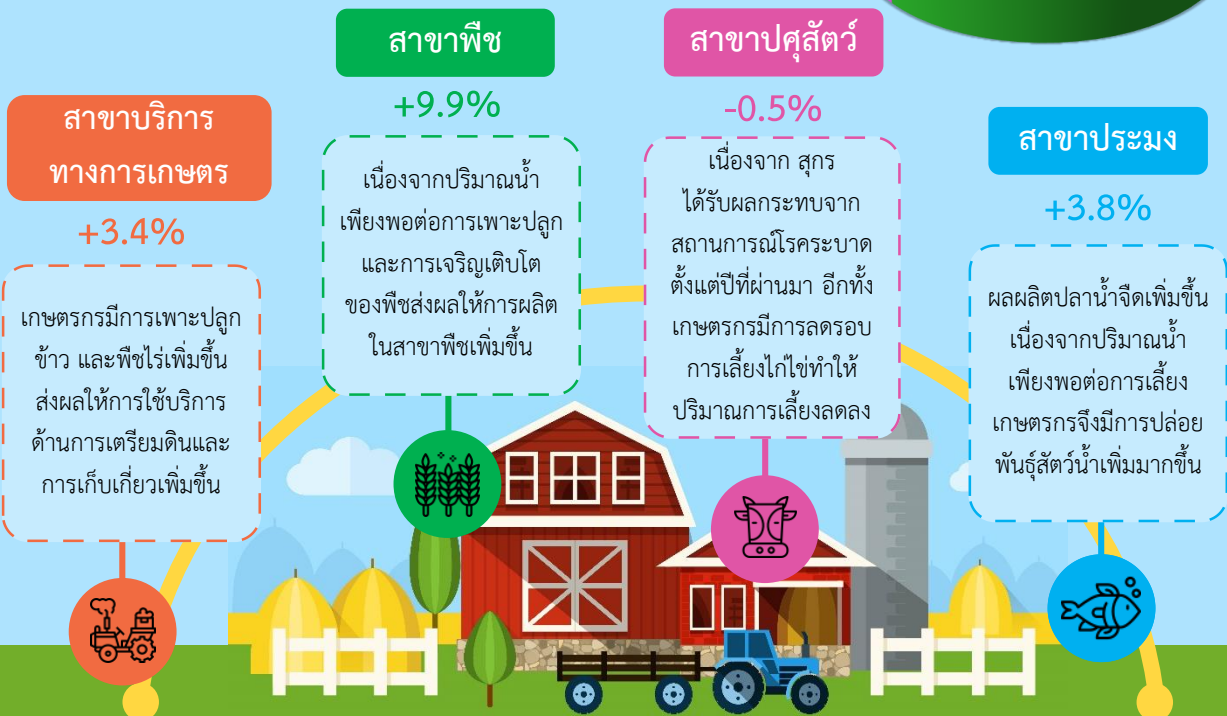 สาขาบริการ
ทางการเกษตร
+3.4%
เกษตรกรมีการเพาะปลูก
ข้าว และพืชไร่เพิ่มขึ้น
ส่งผลให้การใช้บริการ
ด้านการเตรียมดินและ
การเก็บเกี่ยวเพิ่มขึ้น
สาขาพืช
+9.9%
เนื่องจากปริมาณน้ำ
เพียงพอต่อการเพาะปลูก
และการเจริญเติบโต
ของพืชส่งผลให้การผลิต
ในสาขาพืชเพิ่มขึ้น
สาขาปศุสัตว์
-0.5%
เนื่องจาก สุกร
ได้รับผลกระทบจาก
สถานการณ์โรคระบาด
ตั้งแต่ปีที่ผ่านมา อีกทั้ง
เกษตรกรมีการลดรอบ
การเลี้ยงไก่ไข่ทำให้
ปริมาณการเลี้ยงลดลง
สาขาประมง
+3.8%
ผลผลิตปลาน้ำจืดเพิ่มขึ้น
เนื่องจากปริมาณน้ำ
เพียงพอต่อการเลี้ยง
เกษตรกรจึงมีการปล่อย
พันธุ์สัตว์น้ำเพิ่มมากขึ้น